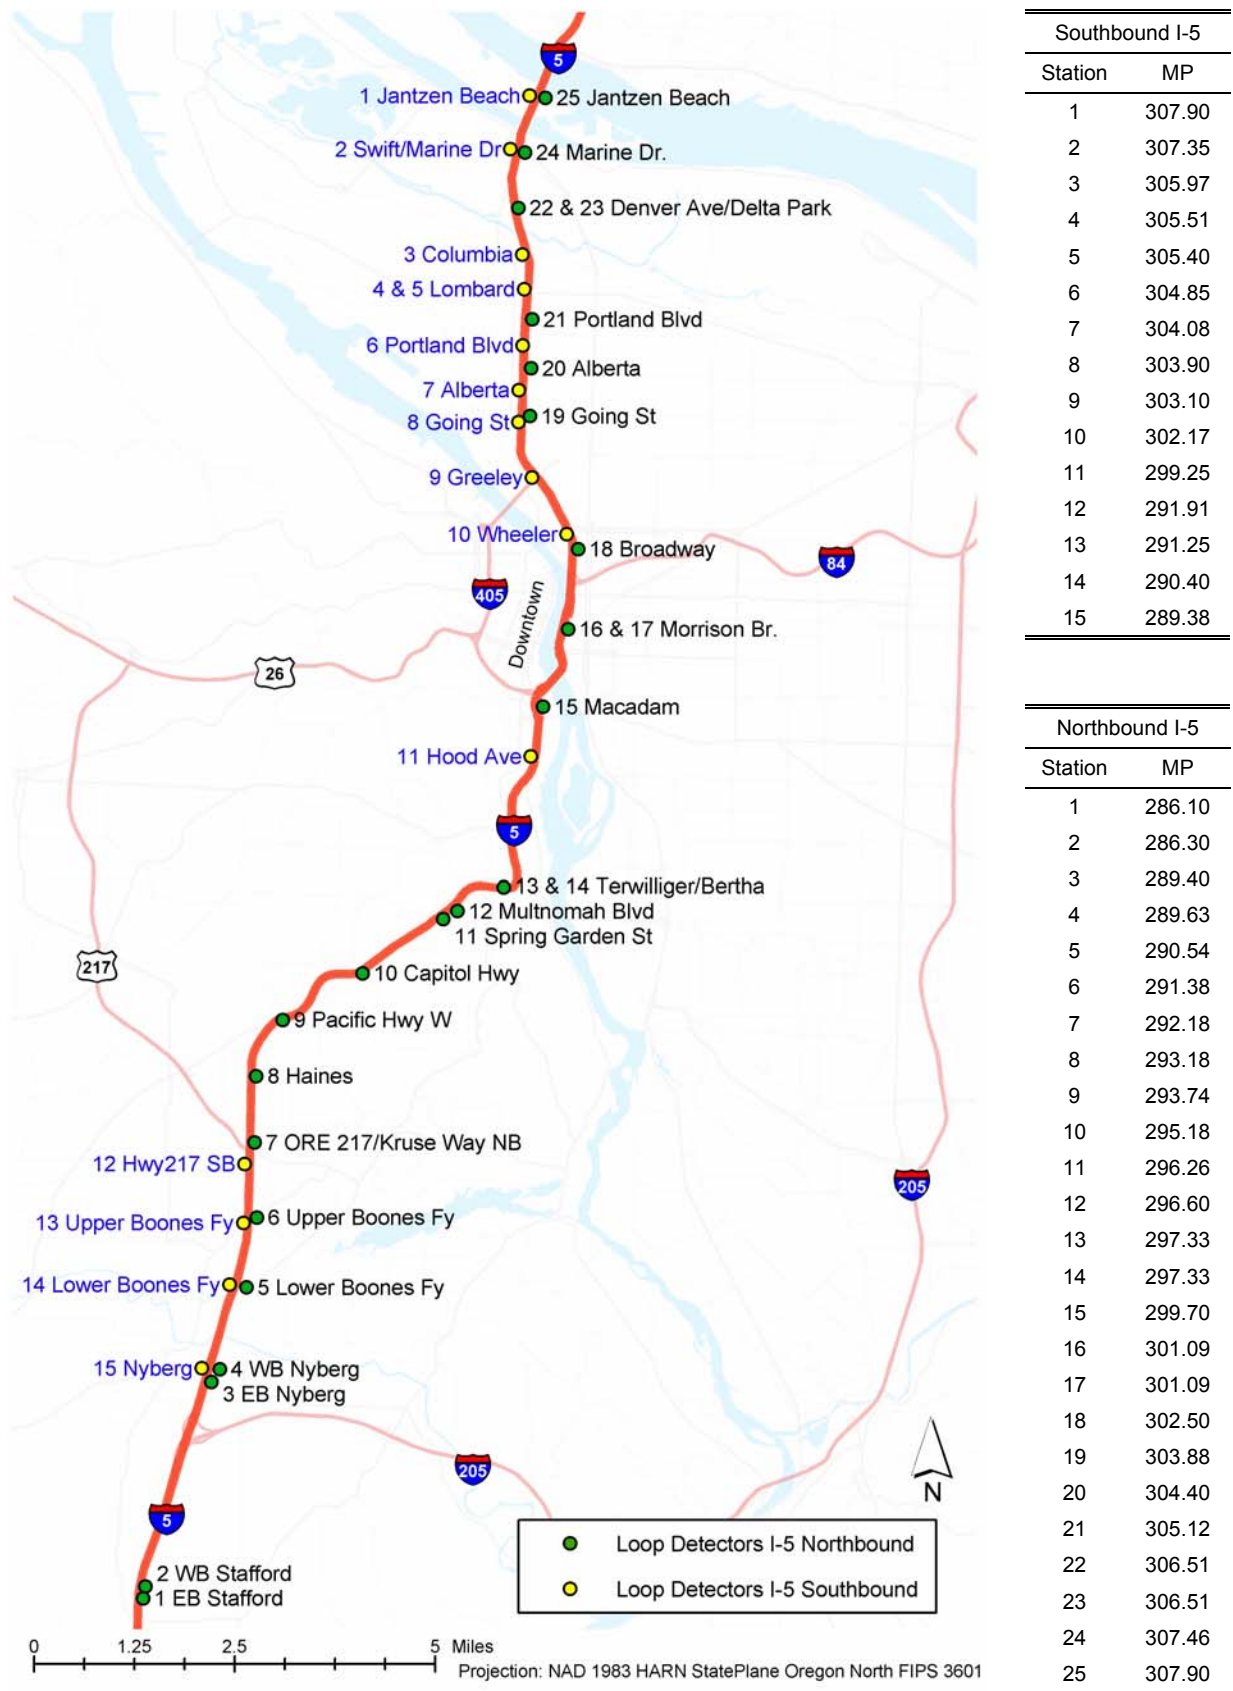 5
1 Jantzen Beach
25 Jantzen Beach
2 Swift/Marine Dr
24 Marine Dr.
22 & 23 Denver Ave/Delta Park
3 Columbia
4 & 5 Lombard
21 Portland Blvd
6 Portland Blvd
20 Alberta
7 Alberta
8 Going St
19 Going St
9 Greeley
10 Wheeler
18 Broadway
84
405
Downtown
16 & 17 Morrison Br.
26
15 Macadam
11 Hood Ave
5
13 & 14 Terwilliger/Bertha
12 Multnomah Blvd
11 Spring Garden St
217
10 Capitol Hwy
9 Pacific Hwy W
8 Haines
7 ORE 217/Kruse Way NB
12 Hwy217 SB
205
13 Upper Boones Fy
6 Upper Boones Fy
14 Lower Boones Fy
5 Lower Boones Fy
15 Nyberg
4 WB Nyberg
3 EB Nyberg
205
N
5
Loop Detectors I-5 Northbound
Loop Detectors I-5 Southbound
2 WB Stafford
1 EB Stafford
0 1.25 2.5 5 Miles
Projection: NAD 1983 HARN StatePlane Oregon North FIPS 3601
Southbound I-5
Station MP
1 307.90
2 307.35
3 305.97
4 305.51
5 305.40
6 304.85
7 304.08
8 303.90
9 303.10
10 302.17
11 299.25
12 291.91
13 291.25
14 290.40
15 289.38
Northbound I-5
Station MP
1 286.10
2 286.30
3 289.40
4 289.63
5 290.54
6 291.38
7 292.18
8 293.18
9 293.74
10 295.18
11 296.26
12 296.60
13 297.33
14 297.33
15 299.70
16 301.09
17 301.09
18 302.50
19 303.88
20 304.40
21 305.12
22 306.51
23 306.51
24 307.46
25 307.90